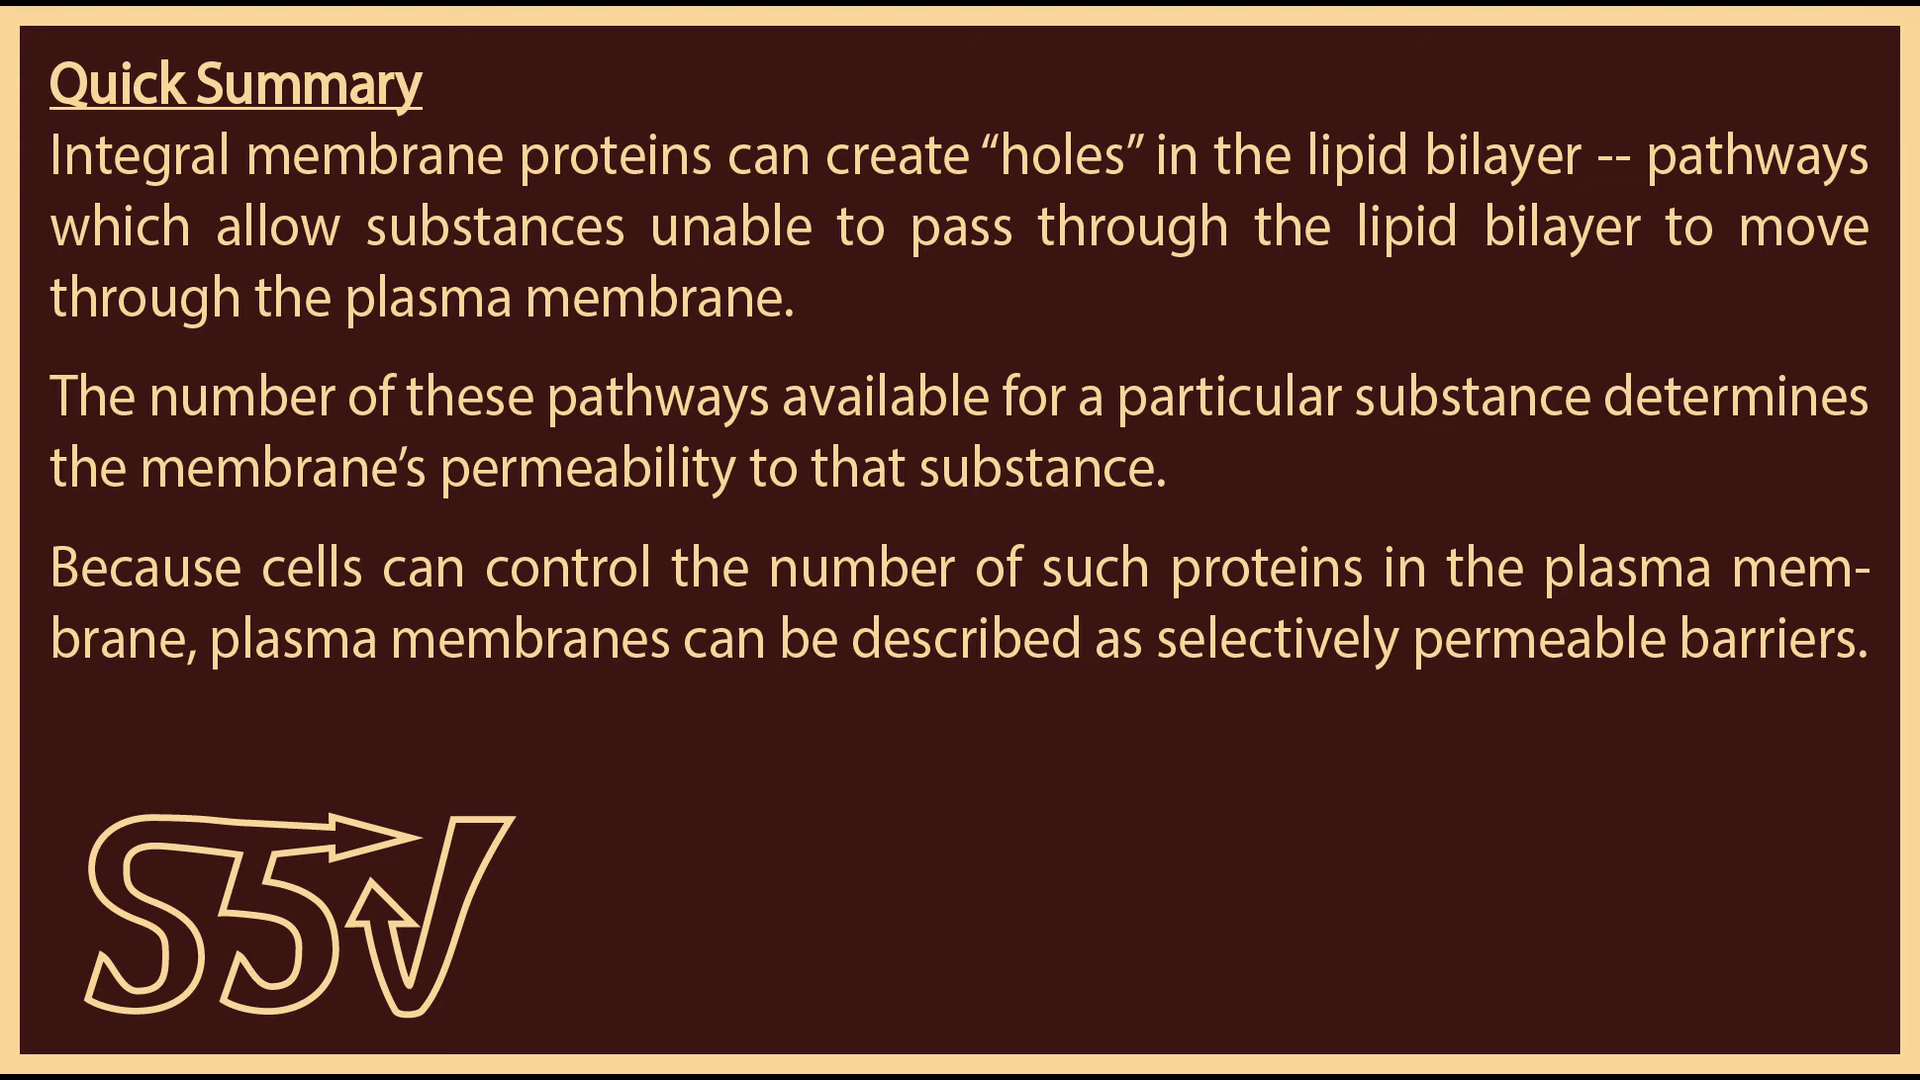 Quick Summary
Integral membrane proteins can create “holes” in the lipid bilayer -- pathways
which allow substances unable to pass through the lipid bilayer to move
through the plasma membrane.
The number of these pathways available for a particular substance determines
the membrane’s permeability to that substance.
Because cells can control the number of such proteins in the plasma mem-
brane, plasma membranes can be described as selectively permeable barriers.
S5V